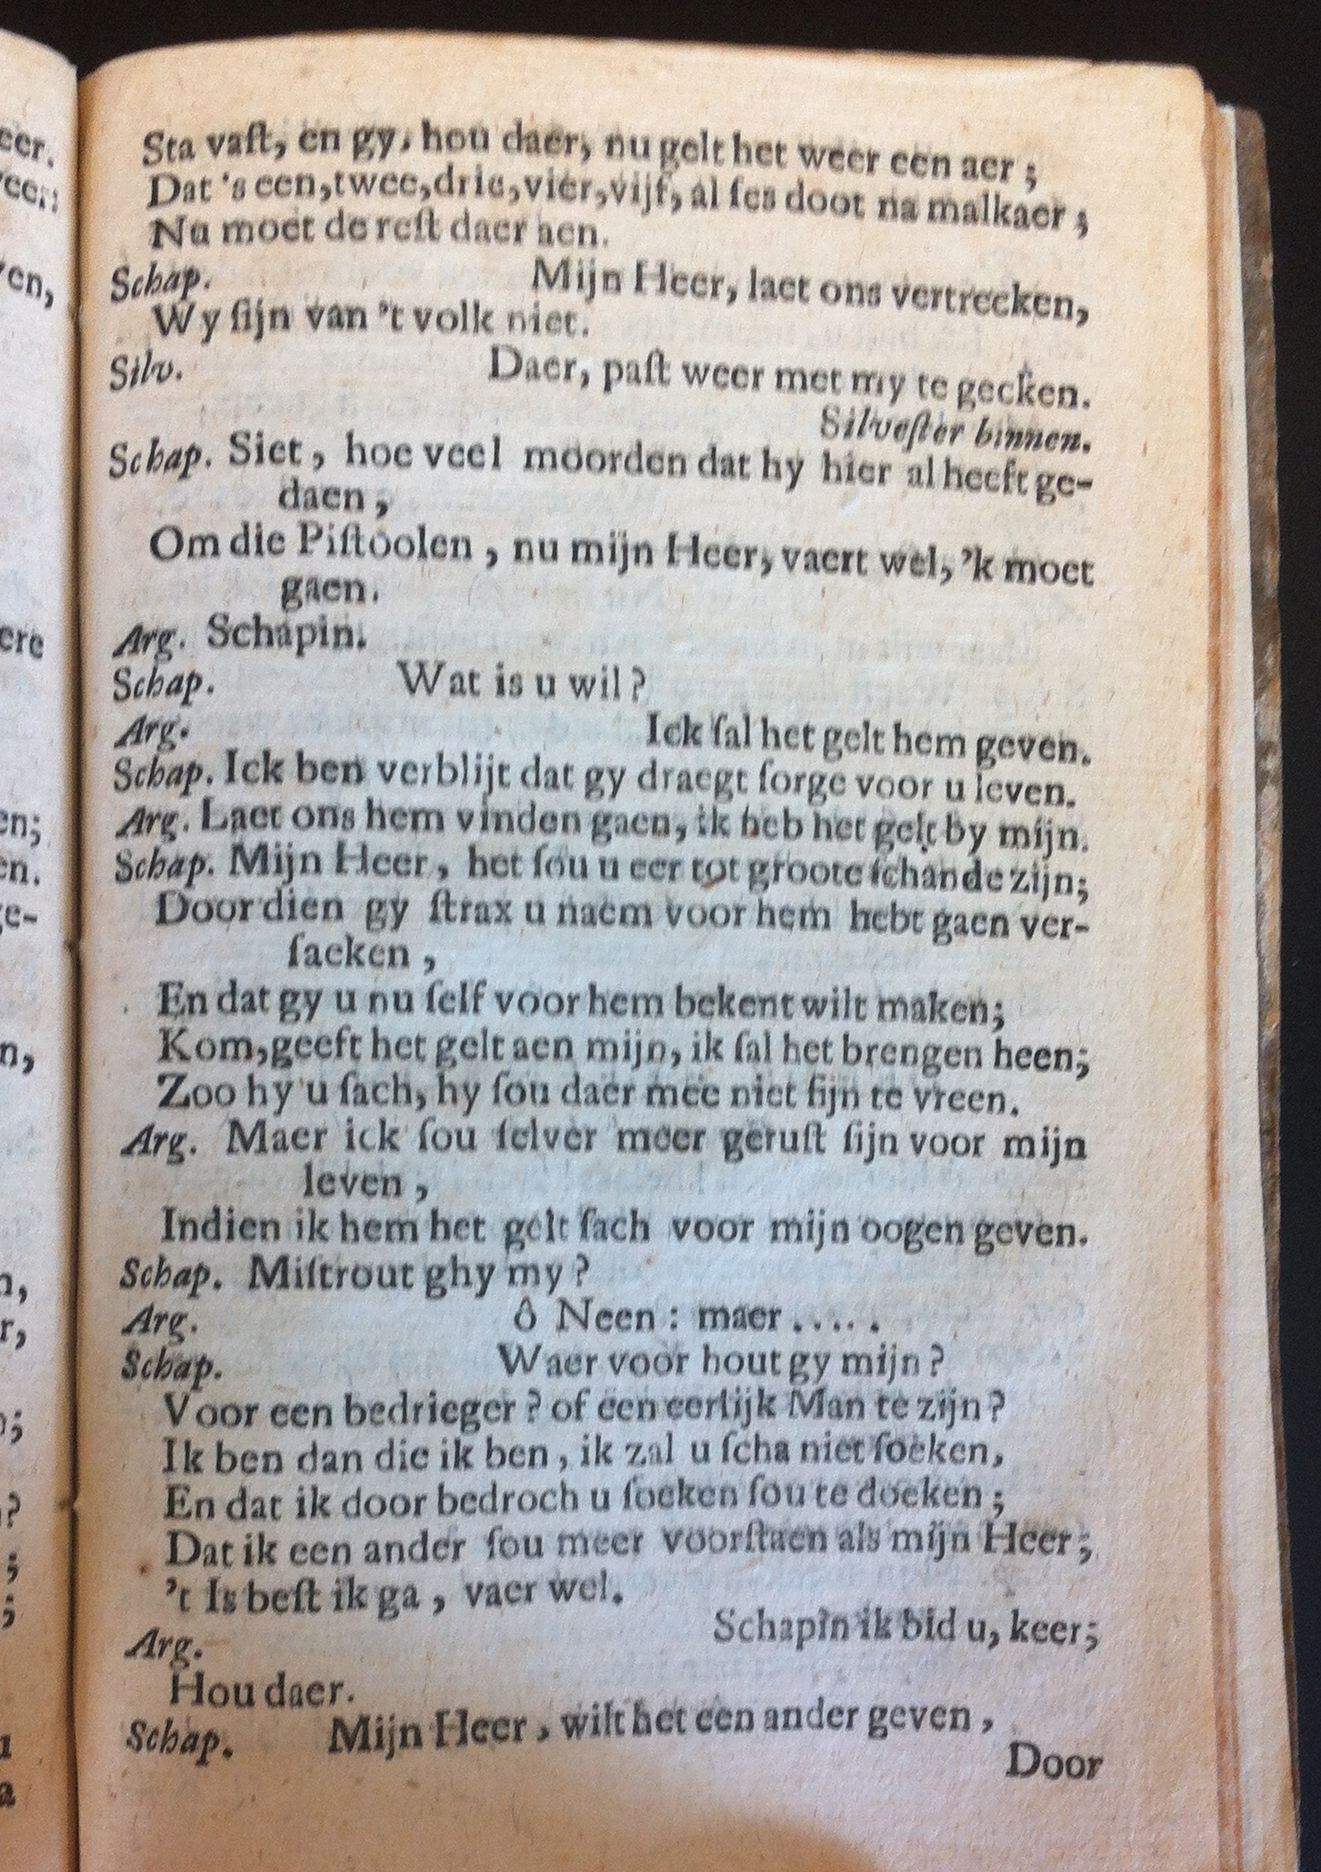 Sta vaſt, en gy, hou daer, nu gelt het weer een aer ;
Dat 's een, twee, drie, vier, vijf, al ſes doot na malkaer ;
Nu moet de reſt daer aen.
Schap. Mijn Heer, laet ons vertrecken,
Wy ſijn van 't volk niet.
Silv. Daer, paſt weer met my te gecken.
Silveſter binnen.
Schap. Siet, hoe veel moorden dat hy hier al heeft ge-
daen ,
Om die Piſtoolen , nu mijn Heer, vaert wel, 'k moet
gaen.
Arg. Schapin.
Schap. Wat is u wil ?
Arg. Ick ſal het gelt hem geven.
Schap. Ick ben verblijt dat gy draegt ſorge voor u leven.
Arg. Laet ons hem vinden gaen, ik heb het gelt by mijn.
Schap. Mijn Heer, het ſou u eer tot groote ſchande zijn;
Door dien gy ſtrax u naem voor hem hebt gaen ver-
ſaeken ,
En dat gy u nu ſelf voor hem bekent wilt maken;
Kom, geeft het gelt aen mijn, ik ſal het brengen heen;
Zoo hy u ſach, hy ſou daer mee niet ſijn te vreen.
Arg. Maer ick ſou ſelver meer geruſt ſijn voor mijn
leven ,
Indien ik hem het gelt ſach voor mijn oogen geven.
Schap. Miſtrout ghy my ?
Arg. ô Neen : maer . . . . .
Schap. Waer voor hout gy mijn ?
Voor een bedrieger ? of een eerlijk Man te zijn ?
Ik ben dan die ik ben , ik zal u ſcha niet ſoeken,
En dat ik door bedroch u ſoeken ſou te doeken ;
Dat ik een ander ſou meer voorſtaen als mijn Heer ;
't Is beſt ik ga , vaer wel.
Arg. Schapin ik bid u, keer;
Hou daer.
Schap. Mijn Heer , wilt het een ander geven ,
Door